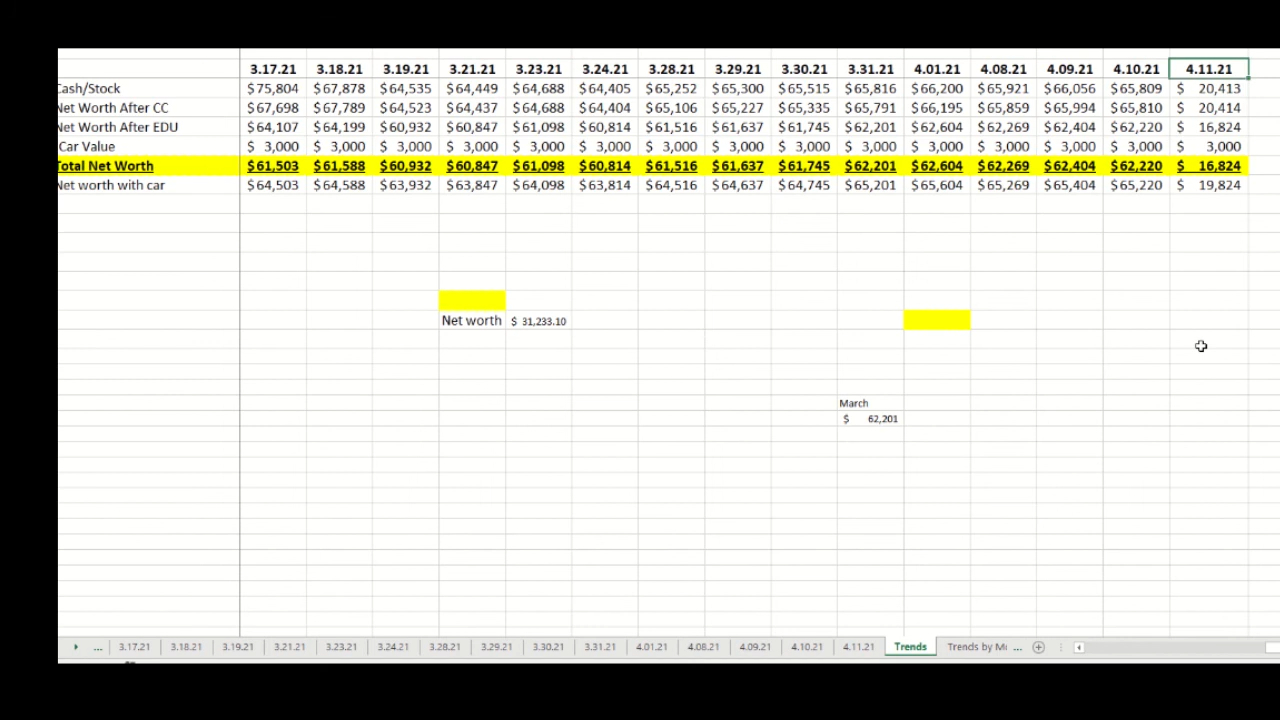 3.17.21 3.18.21 3.19.21 3.21.21 3.23.21 3.24.21 3.28.21 3.29.21 3.30.21 3.31.21 4.01.21 4.08.21 4.09.21 4.10.21 4.11.21
Cash/Stock $75,804 $67,878 $64,535 $64,449 $64,688 $64,405 $65,252 $65,300 $65,515 $65,816 $66,200 $65,921 $66,056 $65,809 $ 20,413
Net Worth After CC $67,698 $67,789 $64,523 $64,437 $64,688 $64,404 $65,106 $65,227 $65,335 $65,791 $66,195 $65,859 $65,994 $65,810 $ 20,414
Net Worth After EDU $64,107 $64,199 $60,932 $60,847 $61,098 $60,814 $61,516 $61,637 $61,745 $62,201 $62,604 $62,269 $62,404 $62,220 $ 16,824
Car Value $ 3,000 $ 3,000 $ 3,000 $ 3,000 $ 3,000 $ 3,000 $ 3,000 $ 3,000 $ 3,000 $ 3,000 $ 3,000 $ 3,000 $ 3,000 $ 3,000 $ 3,000
Total Net Worth $61,503 $61,588 $60,932 $60,847 $61,098 $60,814 $61,516 $61,637 $61,745 $62,201 $62,604 $62,269 $62,404 $62,220 $ 16,824
Net worth with car $64,503 $64,588 $63,932 $63,847 $64,098 $63,814 $64,516 $64,637 $64,745 $65,201 $65,604 $65,269 $65,404 $65,220 $ 19,824
Net worth $ 31,233.10
March
$ 62,201
... 3.17.21 3.18.21 3.19.21 3.21.21 3.23.21 3.24.21 3.28.21 3.29.21 3.30.21 3.31.21 4.01.21 4.08.21 4.09.21 4.10.21 4.11.21 Trends Trends by ...